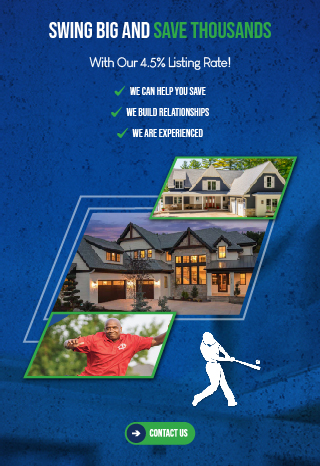 SWING BIG AND SAVE THOUSANDS
With Our 4.5% Listing Rate!
WE CAN HELP YOU SAVE
WE BUILD RELATIONSHIPS
WE ARE EXPERIENCED
CONTACT US